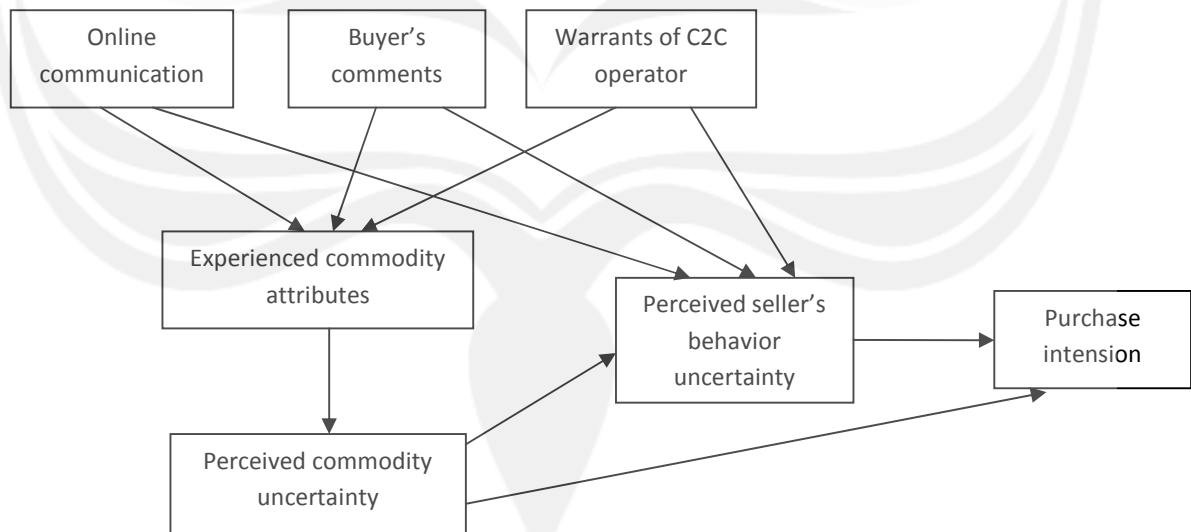 Online
communication
Buyer’s
comments
Warrants of C2C
operator
Experienced commodity
attributes
Perceived seller’s
behavior
uncertainty
Purchase
intension
Perceived commodity
uncertainty